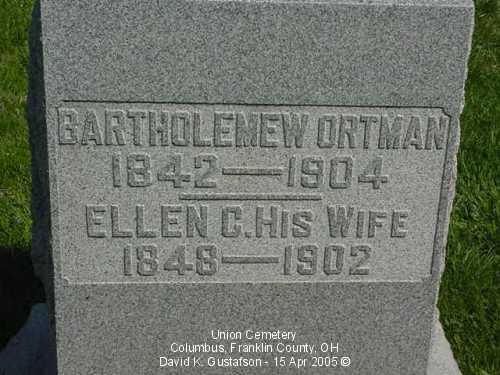 BARTHOLEMEW ORTMAN
1842—1904
ELLEN C. HIS WIFE
1848—1902
Union Cemetery
Columbus, Franklin County, OH
David K. Gustafson - 15 Apr 2005 ©